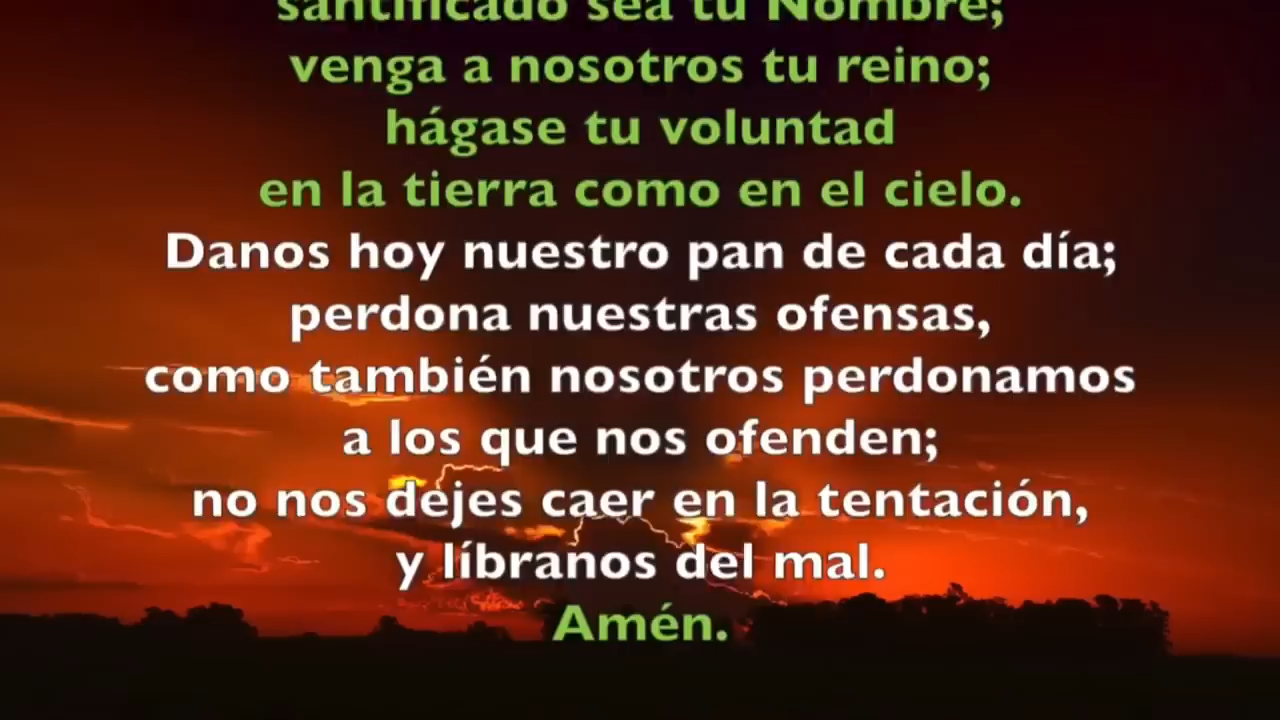 santificado sea tu Nombre;
venga a nosotros tu reino;
hágase tu voluntad
en la tierra como en el cielo.
Danos hoy nuestro pan de cada día;
perdona nuestras ofensas,
como también nosotros perdonamos
a los que nos ofenden;
no nos dejes caer en la tentación,
y líbranos del mal.
Amén.